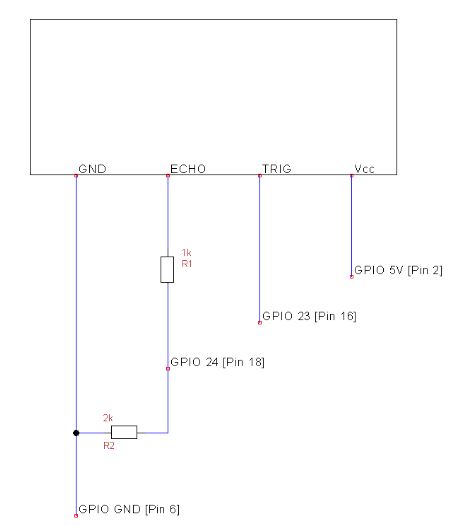 GND ECHO TRIG Vcc
1k
R1
GPIO 5V [Pin 2]
GPIO 23 [Pin 16]
GPIO 24 [Pin 18]
2k
R2
GPIO GND [Pin 6]